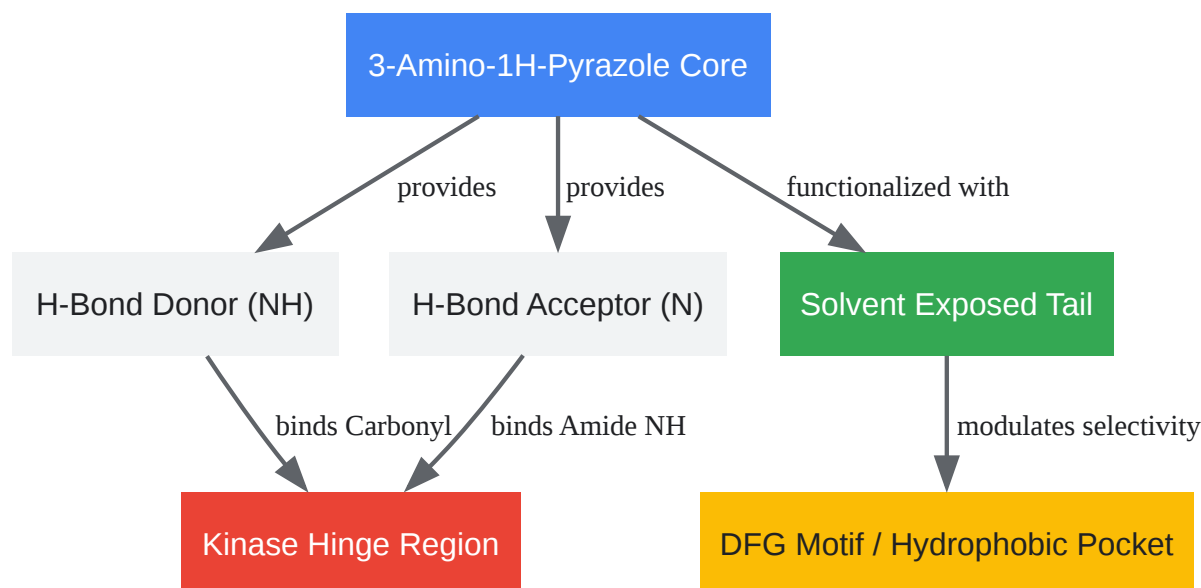 3-Amino-1H-Pyrazole Core
provides
provides
functionalized with
H-Bond Donor (NH)
H-Bond Acceptor (N)
Solvent Exposed Tail
binds Carbonyl
binds Amide NH
modulates selectivity
Kinase Hinge Region
DFG Motif / Hydrophobic Pocket